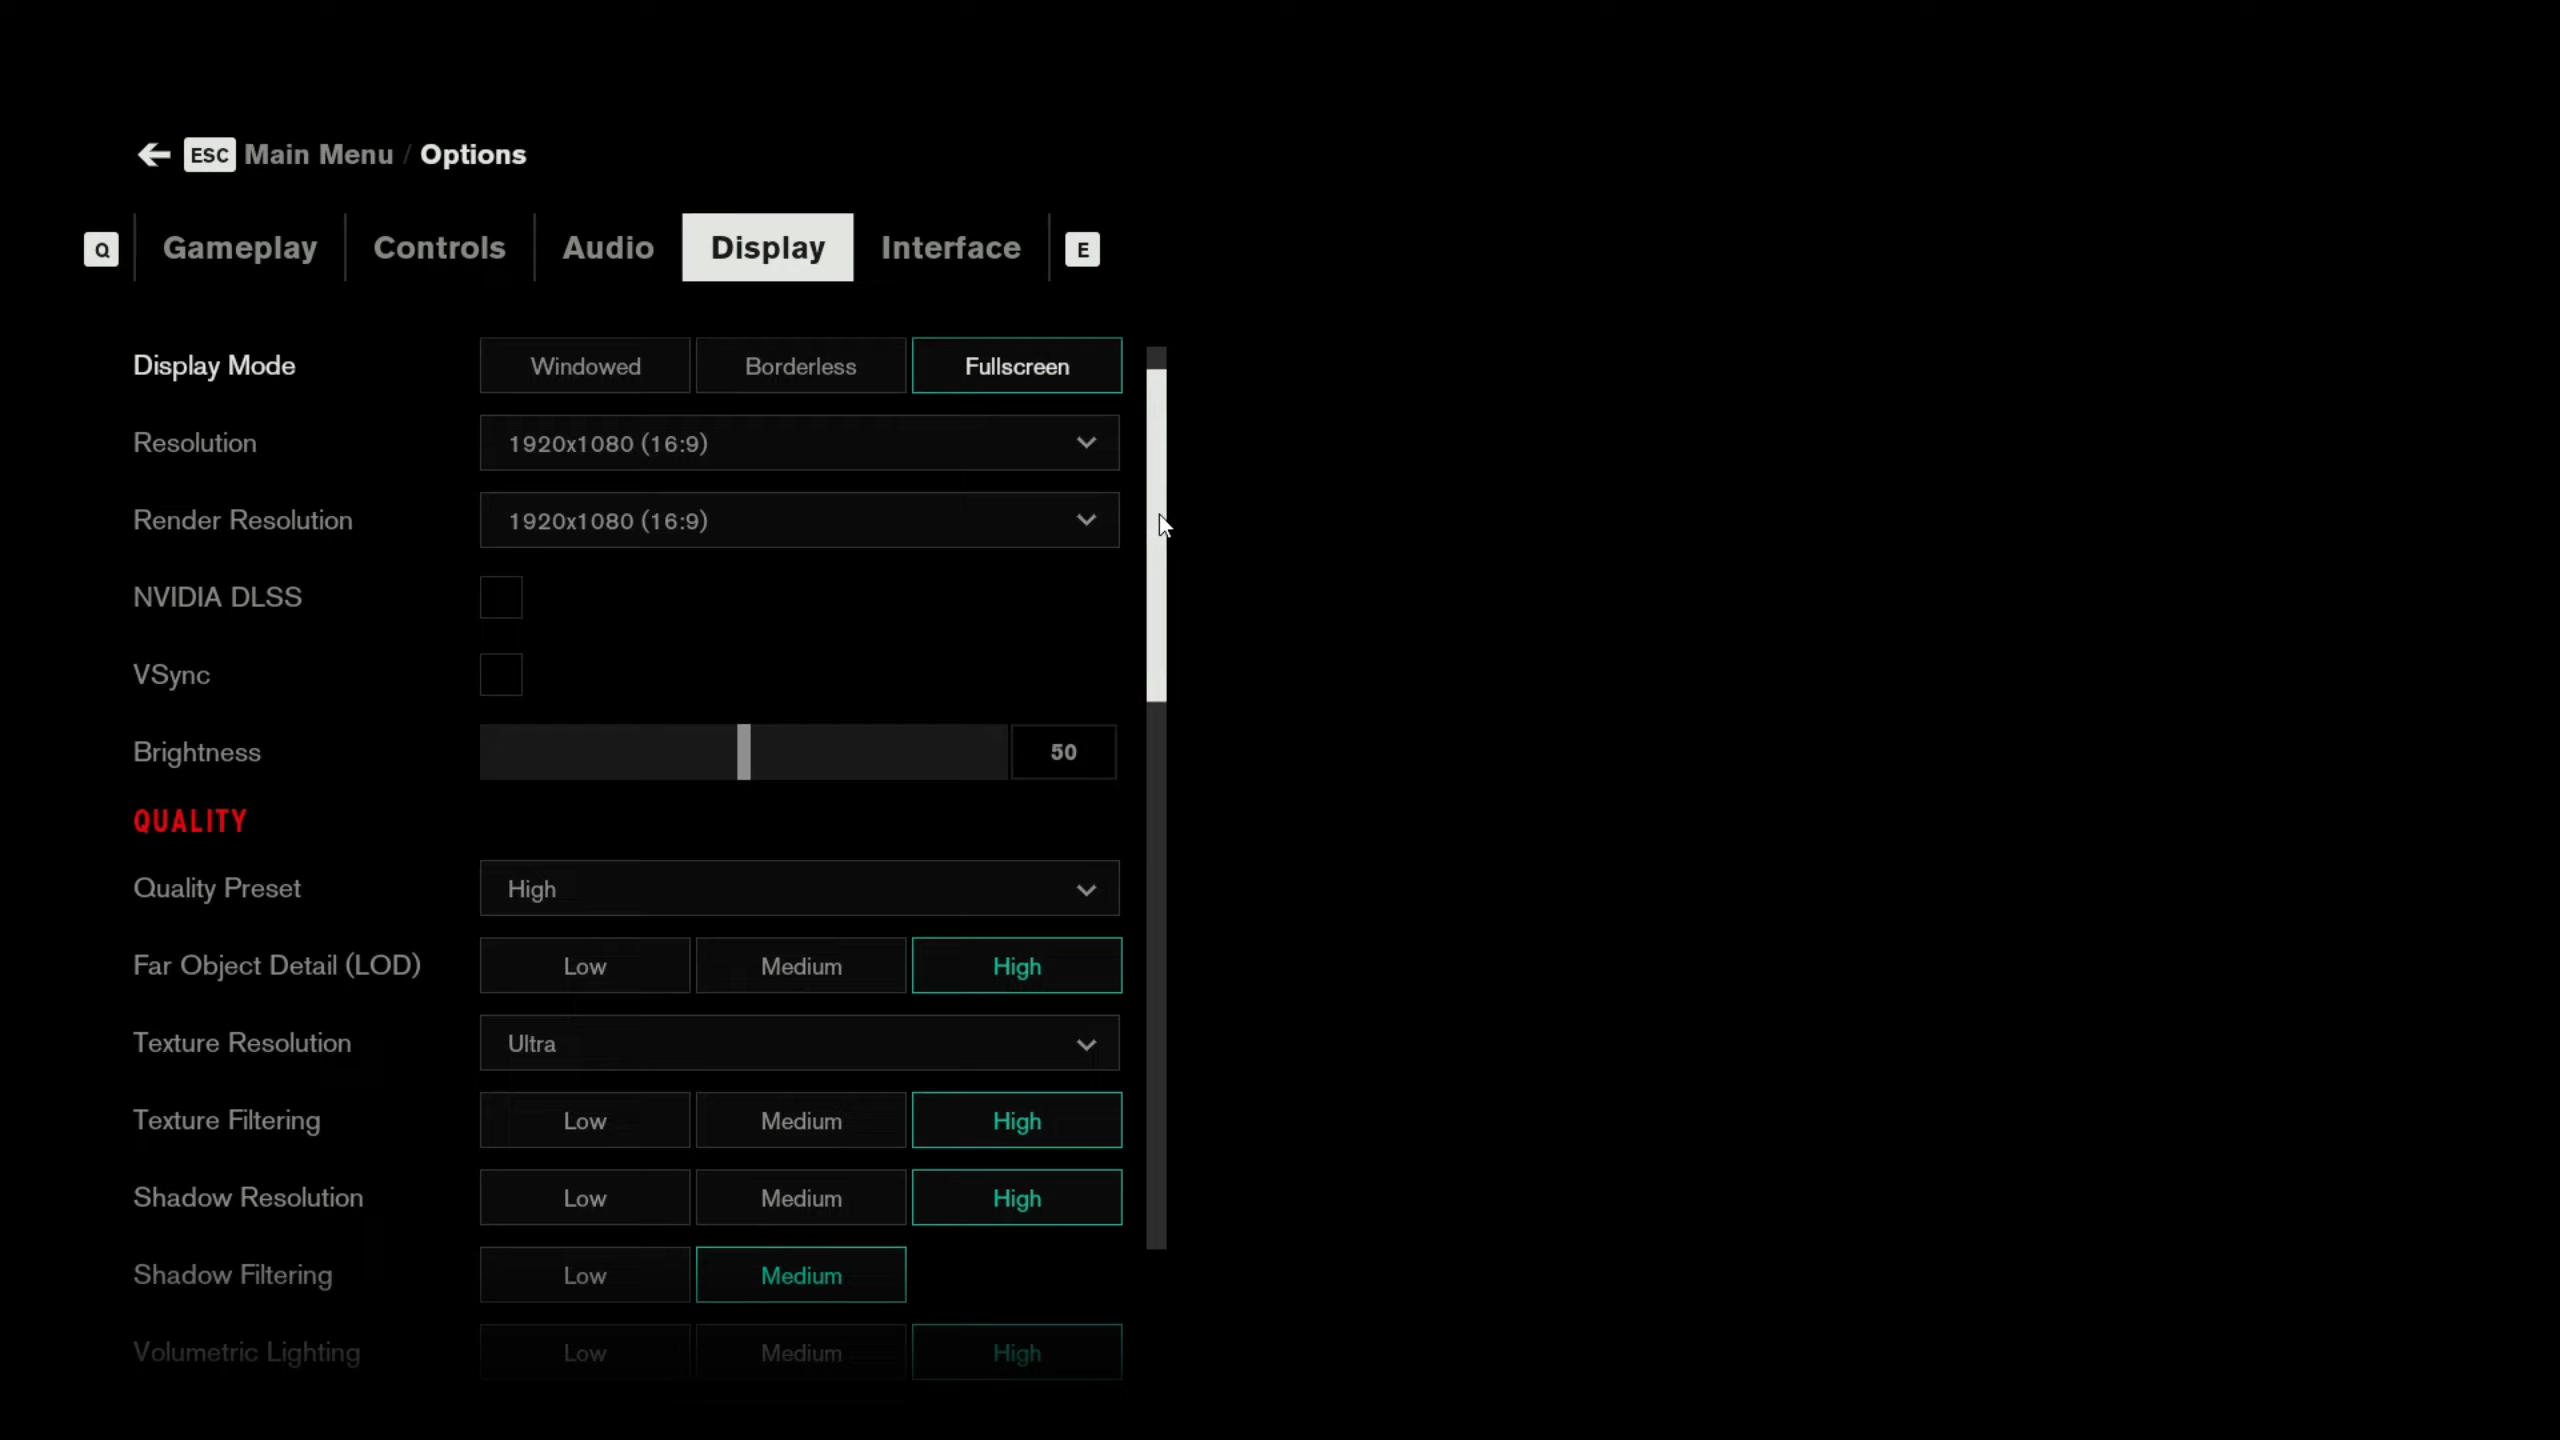 ESC Main Menu / Options
Q Gameplay Controls Audio Display Interface E
Display Mode Windowed Borderless Fullscreen
Resolution 1920x1080 (16:9)
Render Resolution 1920x1080 (16:9)
NVIDIA DLSS
VSync
Brightness 50
QUALITY
Quality Preset High
Far Object Detail (LOD) Low Medium High
Texture Resolution Ultra
Texture Filtering Low Medium High
Shadow Resolution Low Medium High
Shadow Filtering Low Medium
Volumetric Lighting Low Medium High